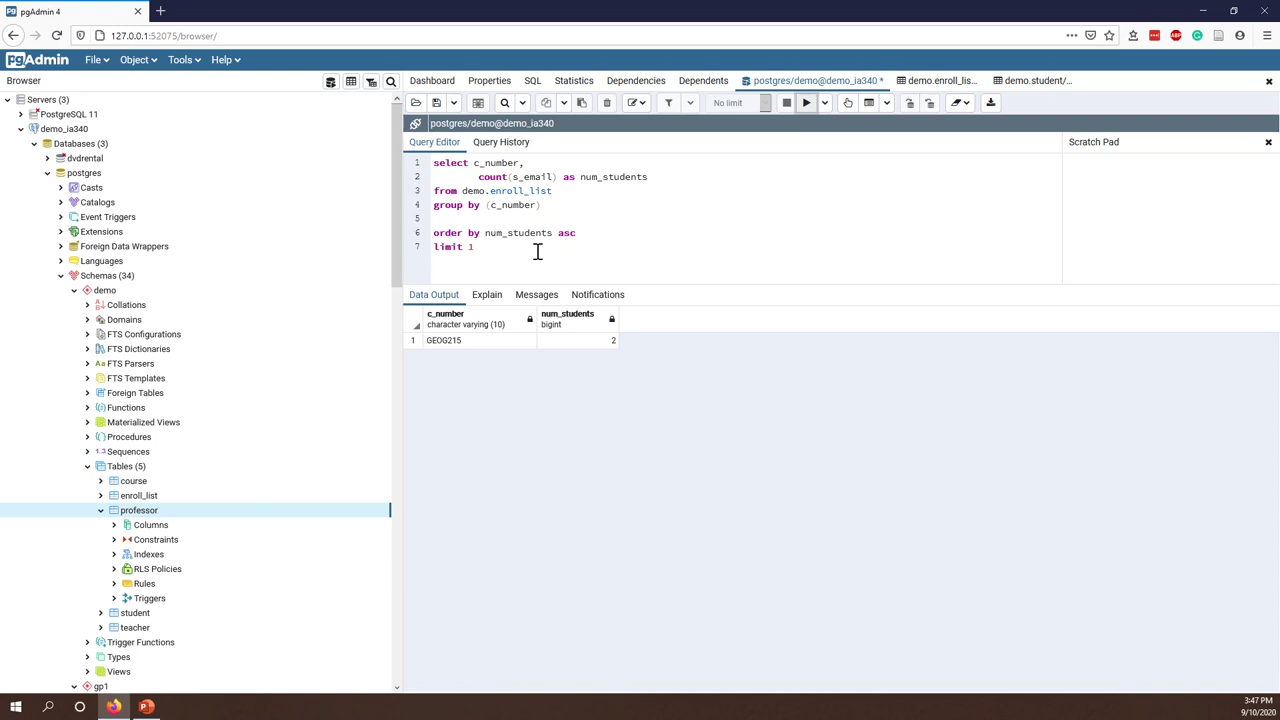 pgAdmin 4
127.0.0.1:52075/browser/
pgAdmin File Object Tools Help
Browser
Dashboard Properties SQL Statistics Dependencies Dependents postgres/demo@demo_ia340 * demo.enroll_lis... demo.student/...
No limit
postgres/demo@demo_ia340
Query Editor Query History
Scratch Pad
1 select c_number,
2 count(s_email) as num_students
3 from demo.enroll_list
4 group by (c_number)
5
6 order by num_students asc
7 limit 1
Data Output Explain Messages Notifications
c_number num_students
character varying (10) bigint
1 GEOG215 2
Servers (3)
PostgreSQL 11
demo_ia340
Databases (3)
dvdrental
postgres
Casts
Catalogs
Event Triggers
Extensions
Foreign Data Wrappers
Languages
Schemas (34)
demo
Collations
Domains
FTS Configurations
FTS Dictionaries
Aa FTS Parsers
FTS Templates
Foreign Tables
Functions
Materialized Views
Procedures
1..3 Sequences
Tables (5)
course
enroll_list
professor
Columns
Constraints
Indexes
RLS Policies
Rules
Triggers
student
teacher
Trigger Functions
Types
Views
gp1
3:47 PM
9/10/2020